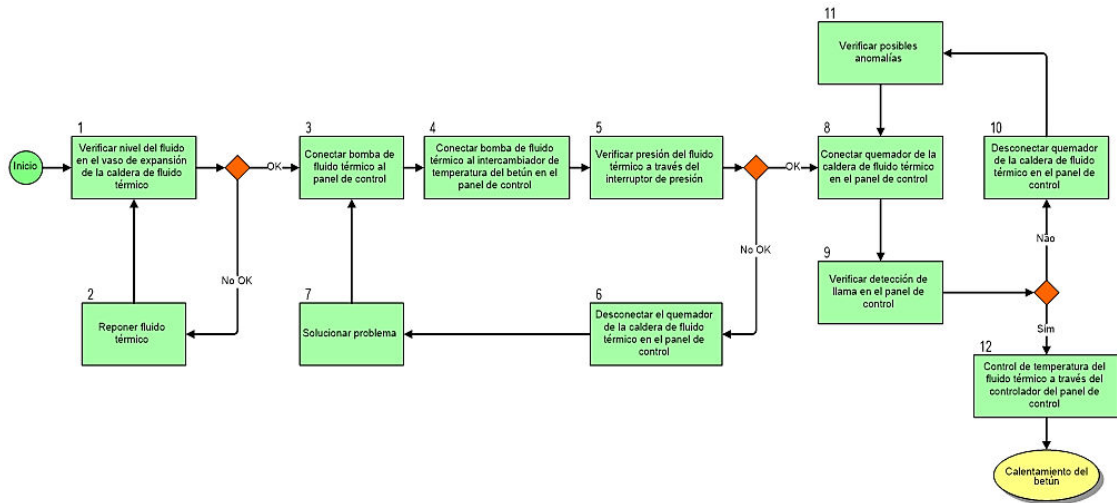 Inicio
1
Verificar nivel del fluido
en el vaso de expansión
de la caldera de fluido
térmico
OK
No OK
2
Reponer fluido
térmico
3
Conectar bomba de
fluido térmico al
panel de control
4
Conectar bomba de fluido
térmico al intercambiador de
temperatura del betún en el
panel de control
5
Verificar presión del fluido
térmico a través del
interruptor de presión
OK
No OK
6
Desconectar el quemador
de la caldera de fluido
térmico en el panel de
control
7
Solucionar problema
8
Conectar quemador de la
caldera de fluido térmico
en el panel de control
9
Verificar detección de
llama en el panel de
control
Não
Sim
10
Desconectar quemador
de la caldera de fluido
térmico en el panel de
control
11
Verificar posibles
anomalías
12
Control de temperatura del
fluido térmico a través del
controlador del panel de
control
Calentamiento del
betún